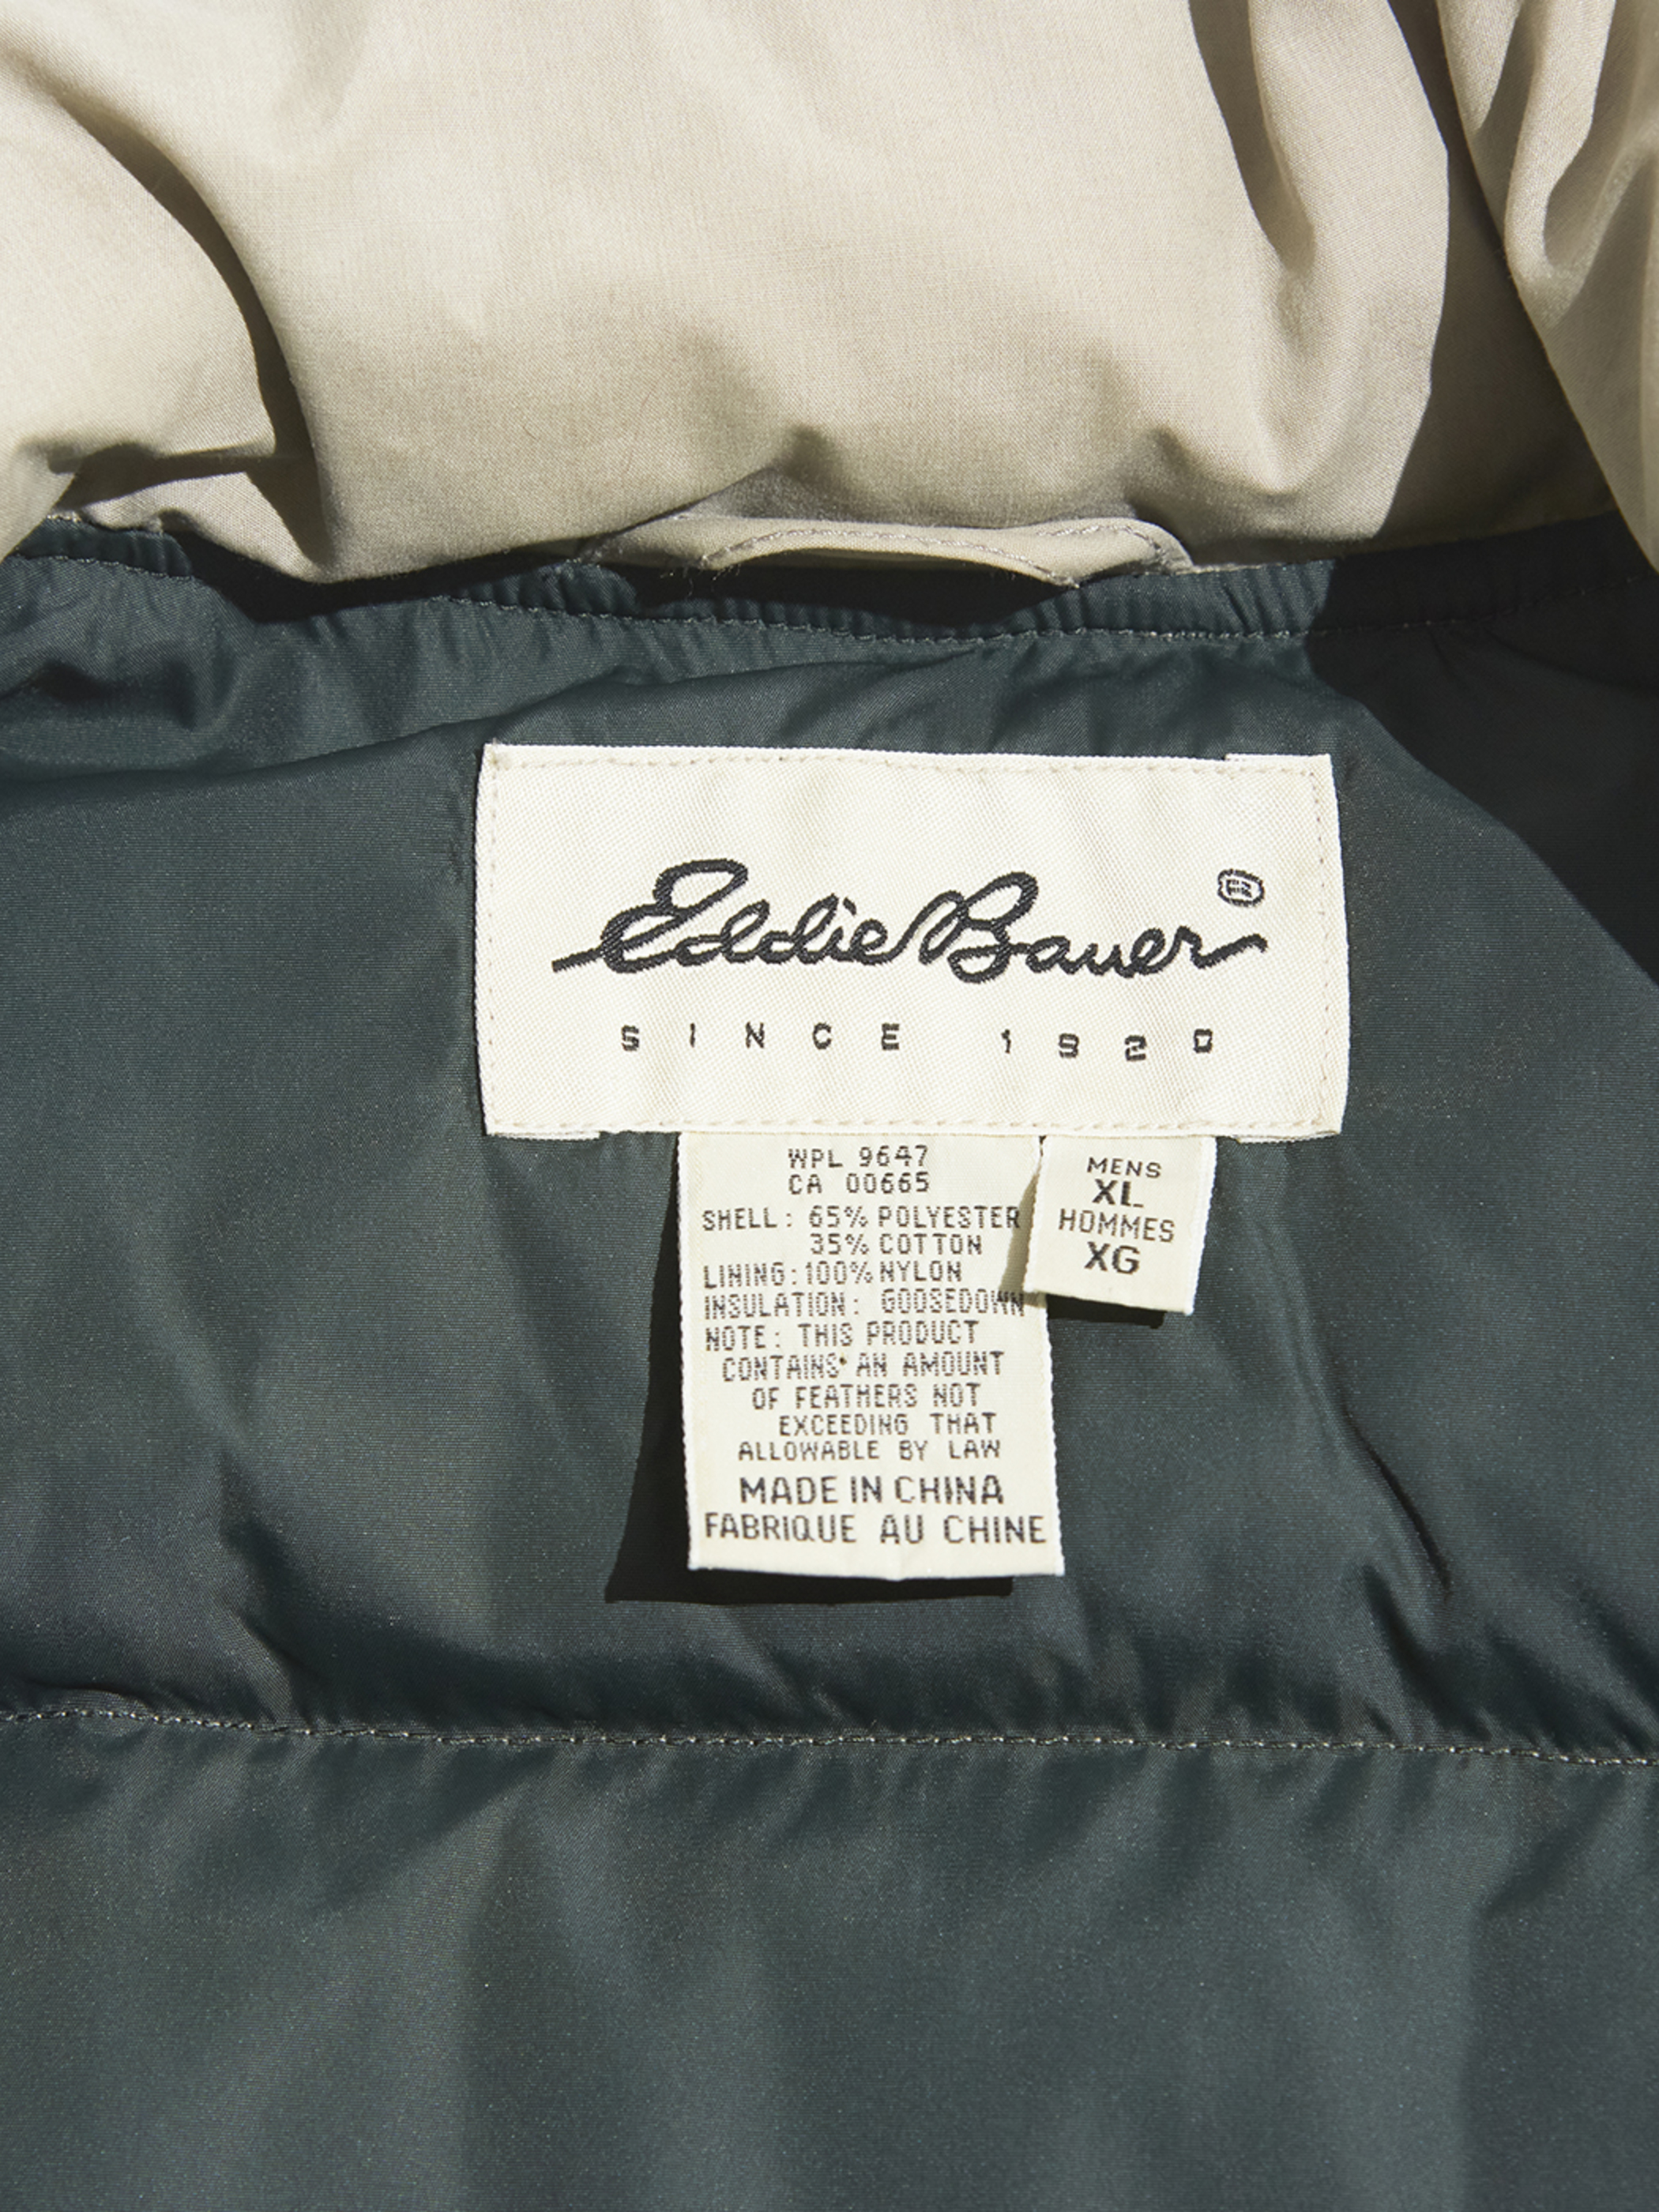 Eddie Bauer®
SINCE 1920
WPL 9647
CA 00665
SHELL: 65% POLYESTER
35% COTTON
LINING: 100% NYLON
INSULATION: GOOSEDOWN
NOTE: THIS PRODUCT
CONTAINS AN AMOUNT
OF FEATHERS NOT
EXCEEDING THAT
ALLOWABLE BY LAW
MADE IN CHINA
FABRIQUE AU CHINE
MENS
XL
HOMMES
XG